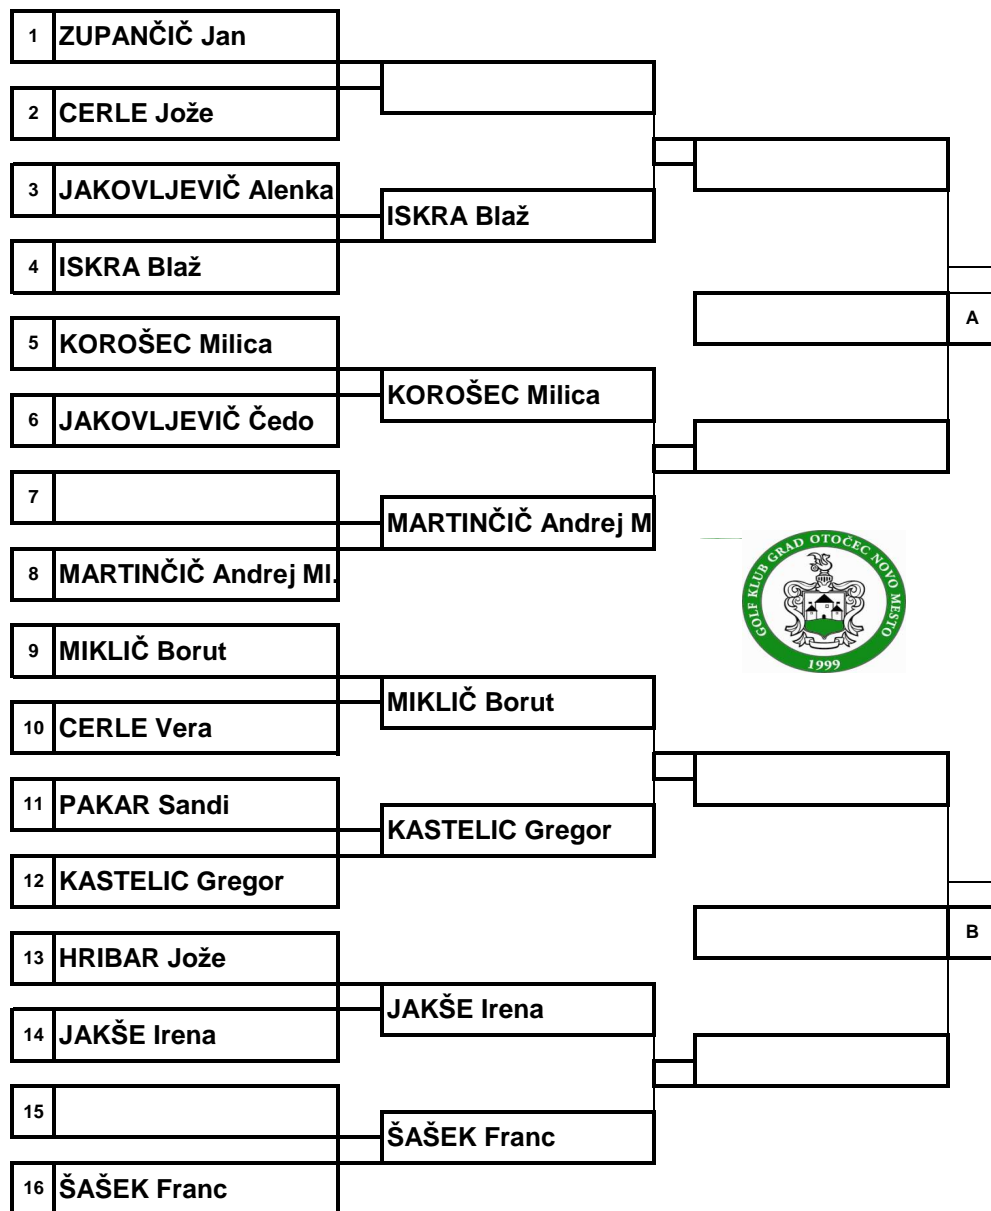 1 ZUPANČIČ Jan
2 CERLE Jože
3 JAKOVLJEVIČ Alenka
ISKRA Blaž
4 ISKRA Blaž
A
5 KOROŠEC Milica
KOROŠEC Milica
6 JAKOVLJEVIČ Čedo
7
MARTINČIČ Andrej M
8 MARTINČIČ Andrej Ml.
GOLF KLUB GRAD OTOČEC NOVO MESTO
1999
9 MIKLIČ Borut
MIKLIČ Borut
10 CERLE Vera
11 PAKAR Sandi
KASTELIC Gregor
12 KASTELIC Gregor
B
13 HRIBAR Jože
JAKŠE Irena
14 JAKŠE Irena
15
ŠAŠEK Franc
16 ŠAŠEK Franc